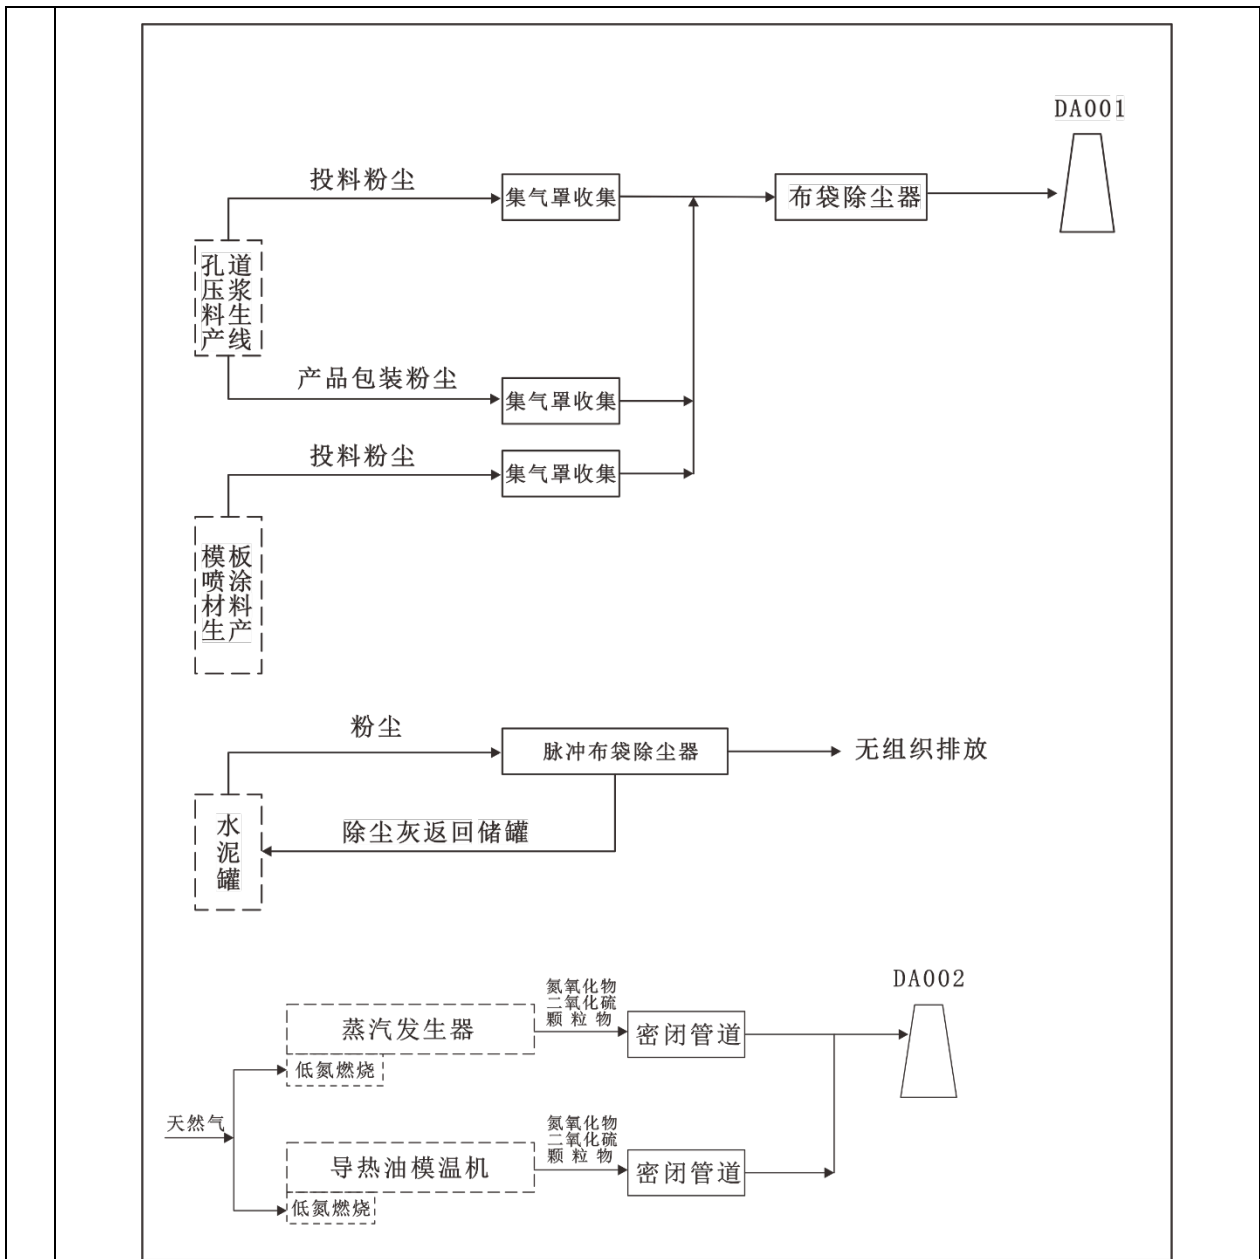 DA001
投料粉尘
集气罩收集
布袋除尘器
孔道
压浆
料生
产线
产品包装粉尘
集气罩收集
投料粉尘
集气罩收集
模板
喷涂
材料
生产
粉尘
脉冲布袋除尘器
无组织排放
水
泥
罐
除尘灰返回储罐
DA002
氮氧化物
二氧化硫
颗粒物
蒸汽发生器
密闭管道
低氮燃烧
天然气
氮氧化物
二氧化硫
颗粒物
导热油模温机
密闭管道
低氮燃烧